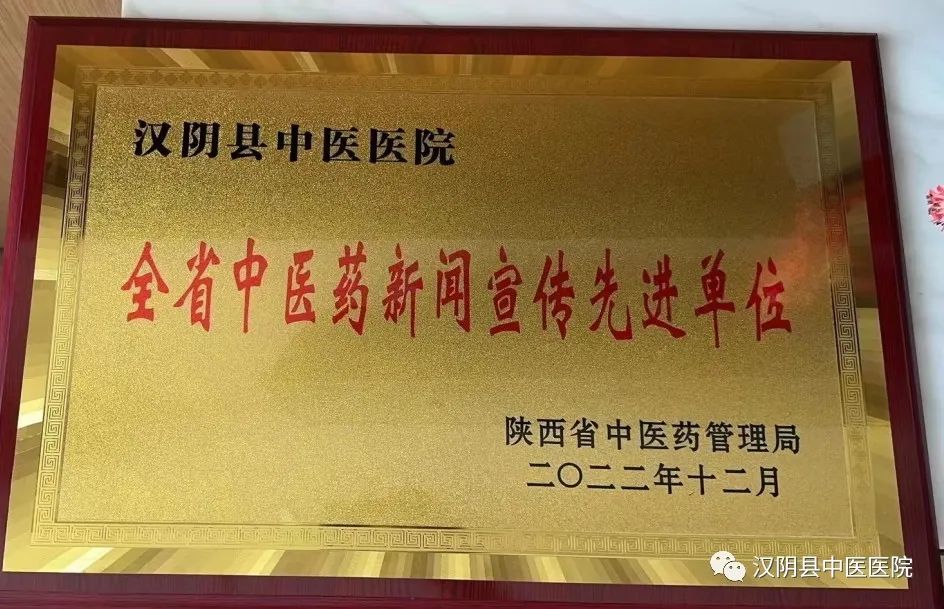 汉阴县中医医院
全省中医药新闻宣传先进单位
陕西省中医药管理局
二〇二二年十二月
汉阴县中医医院